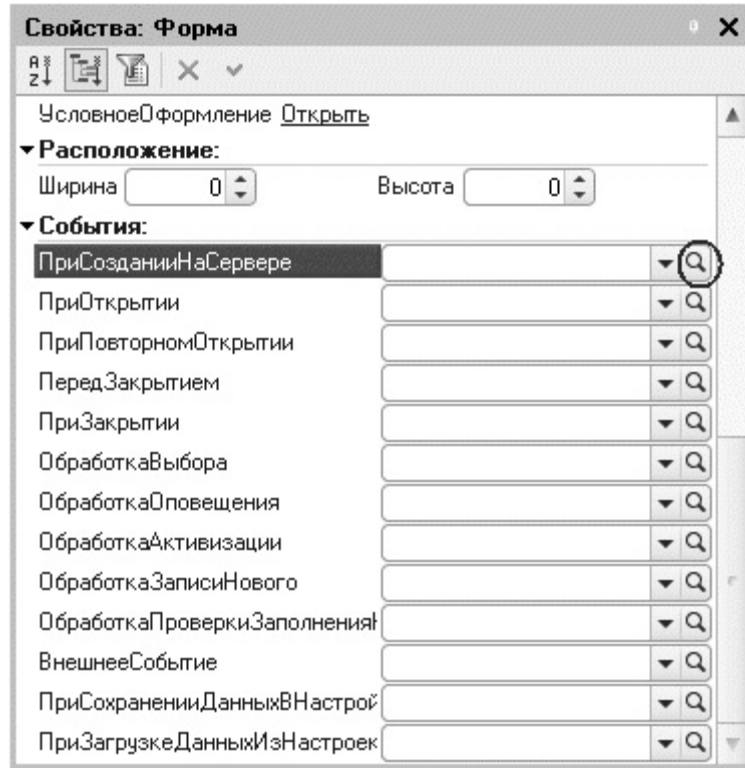 Свойства: Форма
УсловноеОформление Открыть
Расположение:
Ширина 0 Высота 0
События:
ПриСозданииНаСервере
ПриОткрытии
ПриПовторномОткрытии
ПередЗакрытием
ПриЗакрытии
ОбработкаВыбора
ОбработкаОповещения
ОбработкаАктивизации
ОбработкаЗаписиНового
ОбработкаПроверкиЗаполнения
ВнешнееСобытие
ПриСохраненииДанныхВНастрой
ПриЗагрузкеДанныхИзНастроек